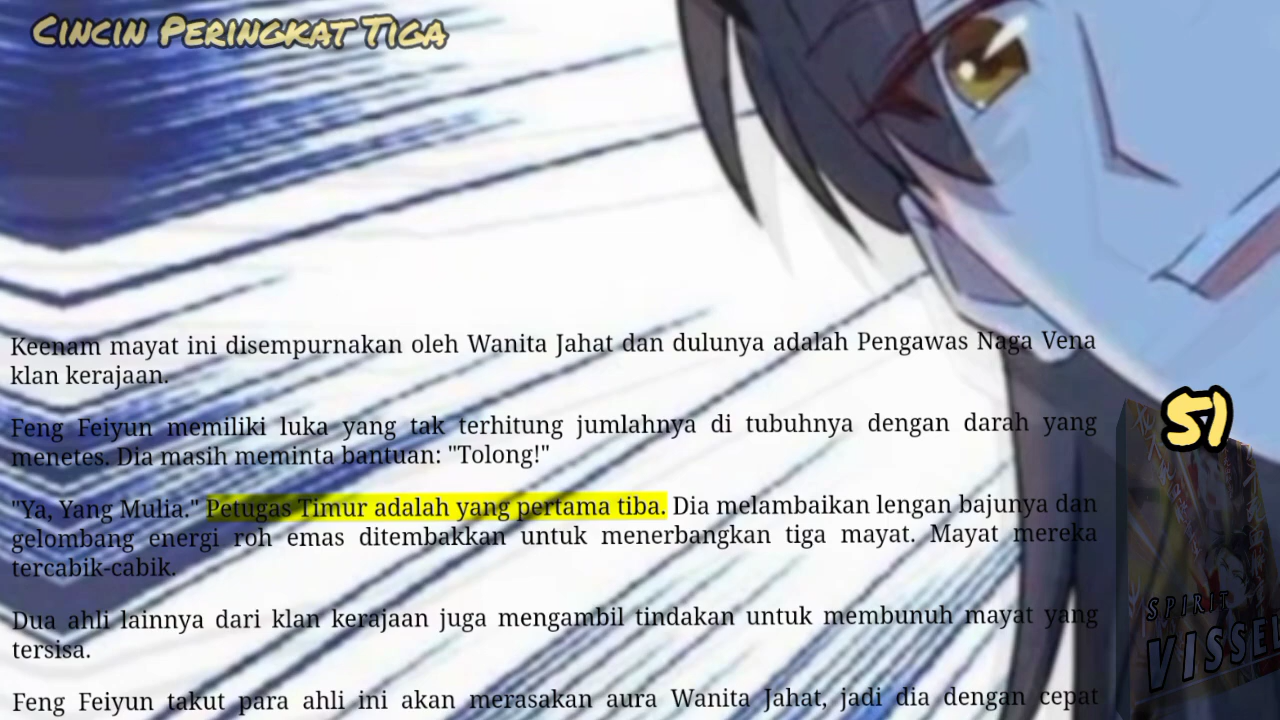 Cincin Peringkat Tiga
Keenam mayat ini disempurnakan oleh Wanita Jahat dan dulunya adalah Pengawas Naga Vena
klan kerajaan.
Feng Feiyun memiliki luka yang tak terhitung jumlahnya di tubuhnya dengan darah yang
menetes. Dia masih meminta bantuan: "Tolong!"
"Ya, Yang Mulia." Petugas Timur adalah yang pertama tiba. Dia melambaikan lengan bajunya dan
gelombang energi roh emas ditembakkan untuk menerbangkan tiga mayat. Mayat mereka
tercabik-cabik.
Dua ahli lainnya dari klan kerajaan juga mengambil tindakan untuk membunuh mayat yang
tersisa.
Feng Feiyun takut para ahli ini akan merasakan aura Wanita Jahat, jadi dia dengan cepat
51
SPIRIT
VISSEL